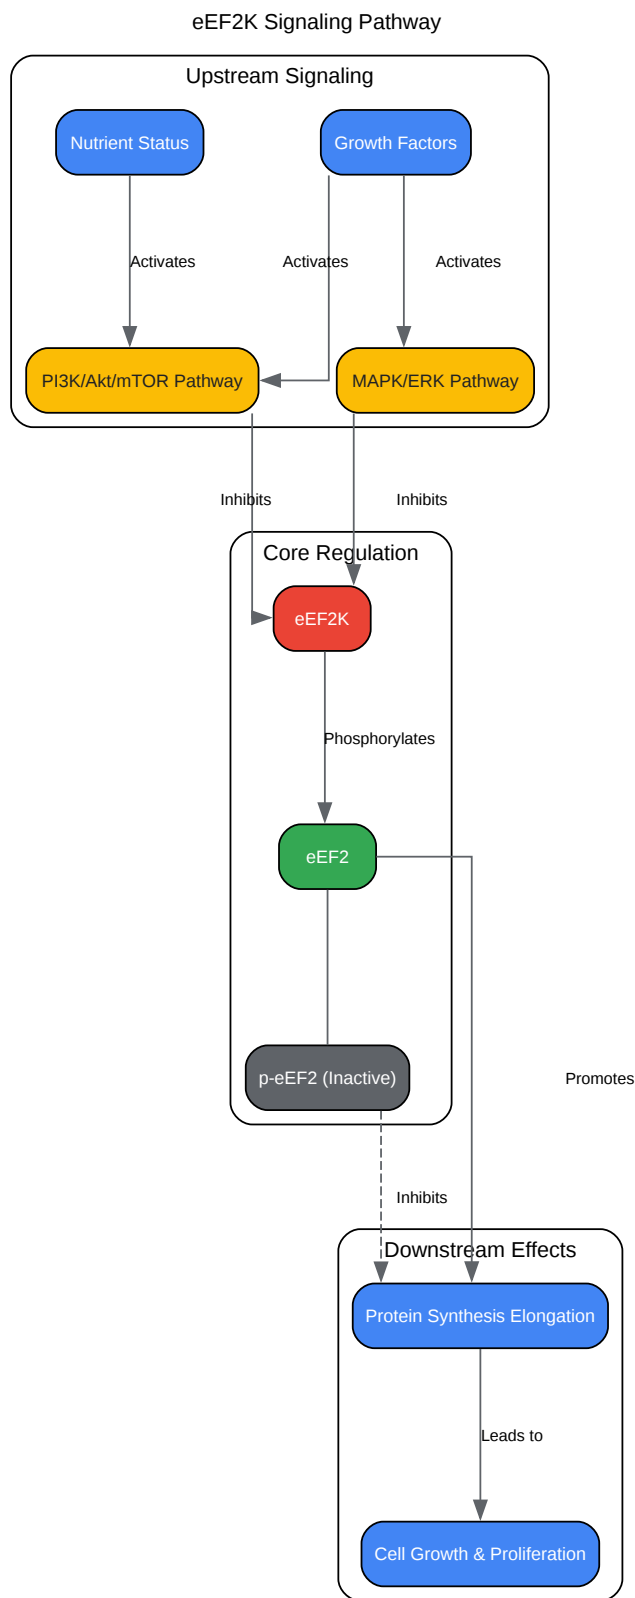 eEF2K Signaling Pathway
Upstream Signaling
Nutrient Status
Growth Factors
Activates
Activates
Activates
PI3K/Akt/mTOR Pathway
MAPK/ERK Pathway
Inhibits
Inhibits
Core Regulation
eEF2K
Phosphorylates
eEF2
p-eEF2 (Inactive)
Promotes
Inhibits
Downstream Effects
Protein Synthesis Elongation
Leads to
Cell Growth & Proliferation